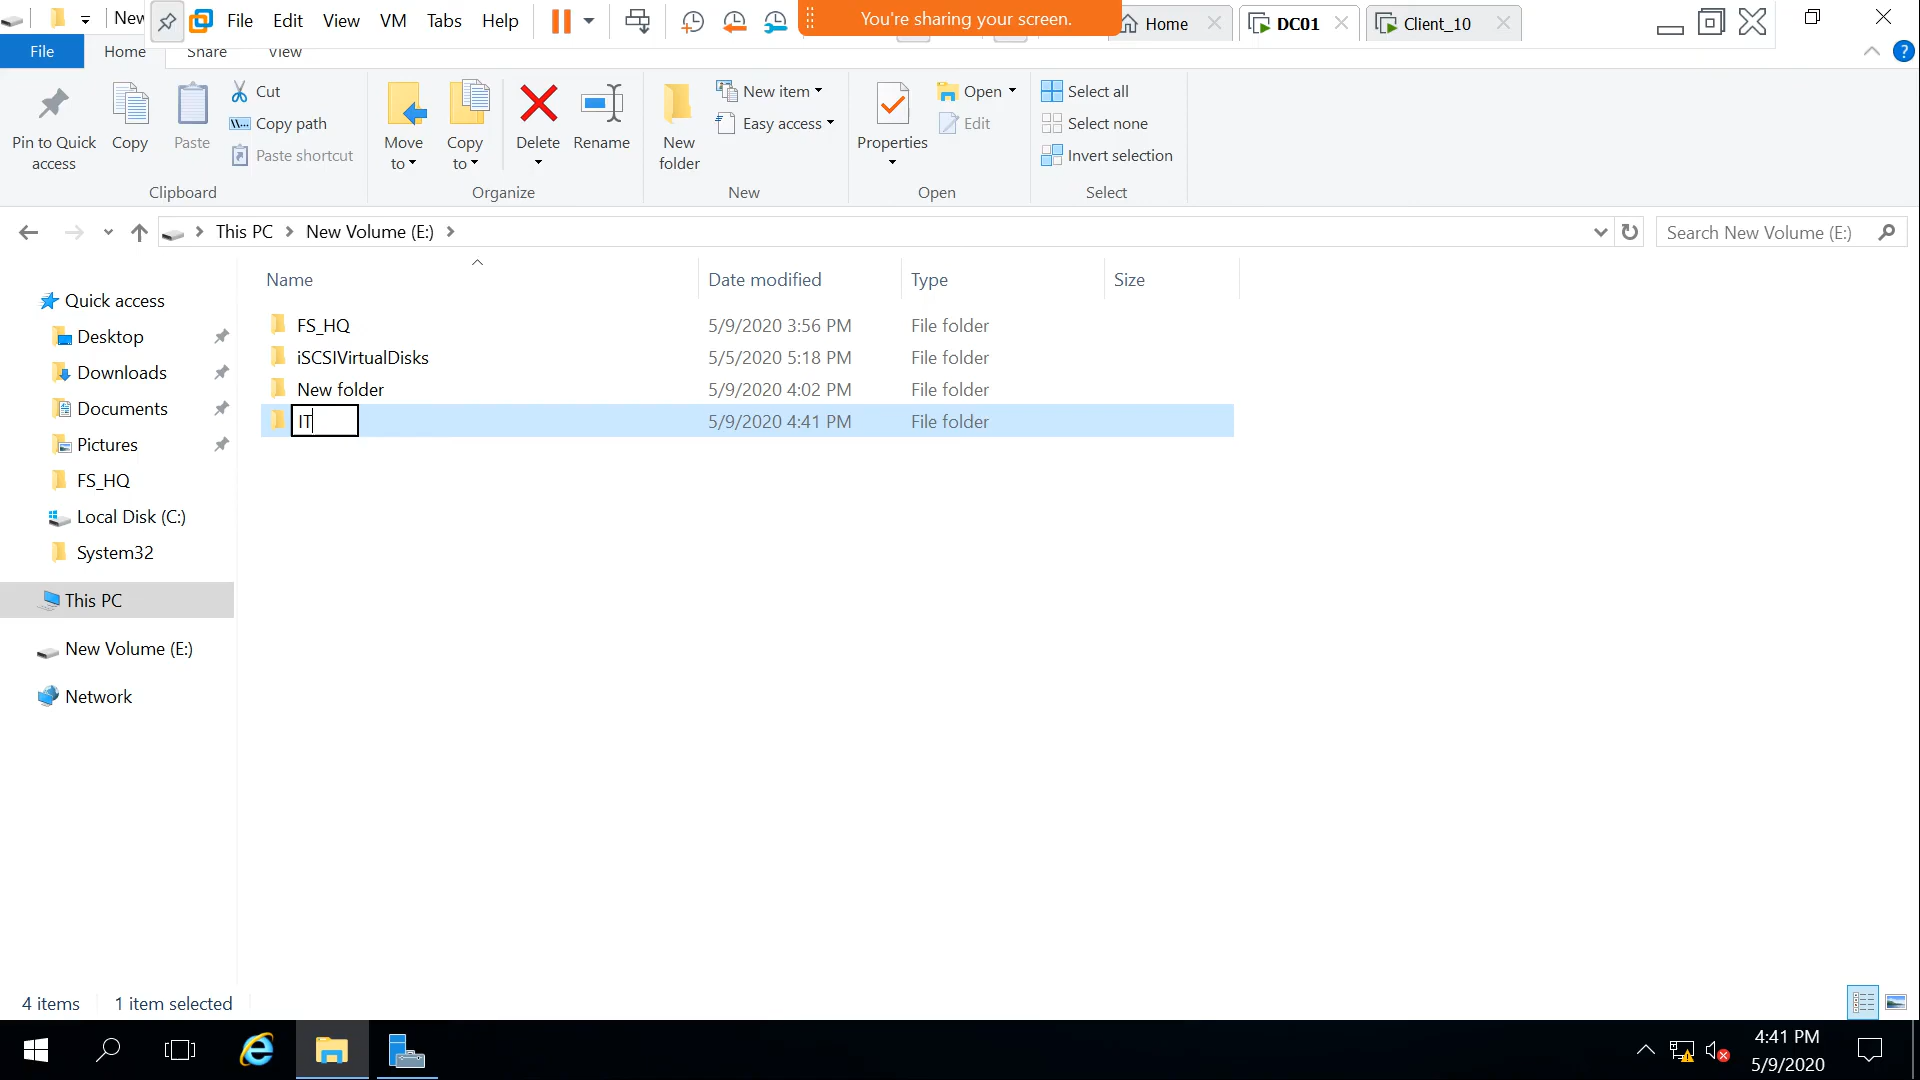 New
File Edit View VM Tabs Help
You're sharing your screen.
Home
DC01
Client_10
File
Home
Share
View
Pin to Quick access
Copy
Paste
Cut
Copy path
Paste shortcut
Clipboard
Move to
Copy to
Delete
Rename
Organize
New folder
New item
Easy access
New
Properties
Open
Edit
Open
Select all
Select none
Invert selection
Select
This PC
New Volume (E:)
Search New Volume (E:)
Name Date modified Type Size
FS_HQ 5/9/2020 3:56 PM File folder
iSCSIVirtualDisks 5/5/2020 5:18 PM File folder
New folder 5/9/2020 4:02 PM File folder
IT 5/9/2020 4:41 PM File folder
Quick access
Desktop
Downloads
Documents
Pictures
FS_HQ
Local Disk (C:)
System32
This PC
New Volume (E:)
Network
4 items 1 item selected
4:41 PM
5/9/2020